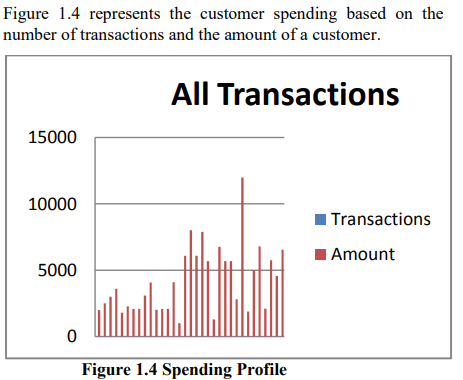 Figure 1.4 represents the customer spending based on the
number of transactions and the amount of a customer.
All Transactions
15000
10000
5000
0
Transactions
Amount
Figure 1.4 Spending Profile